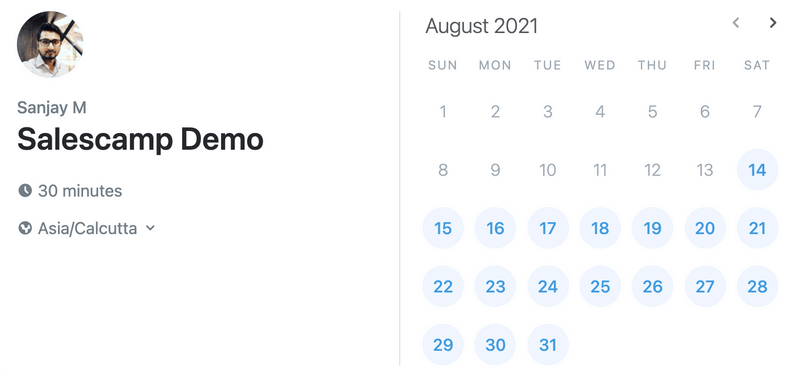 Sanjay M
Salescamp Demo
30 minutes
Asia/Calcutta
August 2021
SUN MON TUE WED THU FRI SAT
1 2 3 4 5 6 7
8 9 10 11 12 13 14
15 16 17 18 19 20 21
22 23 24 25 26 27 28
29 30 31